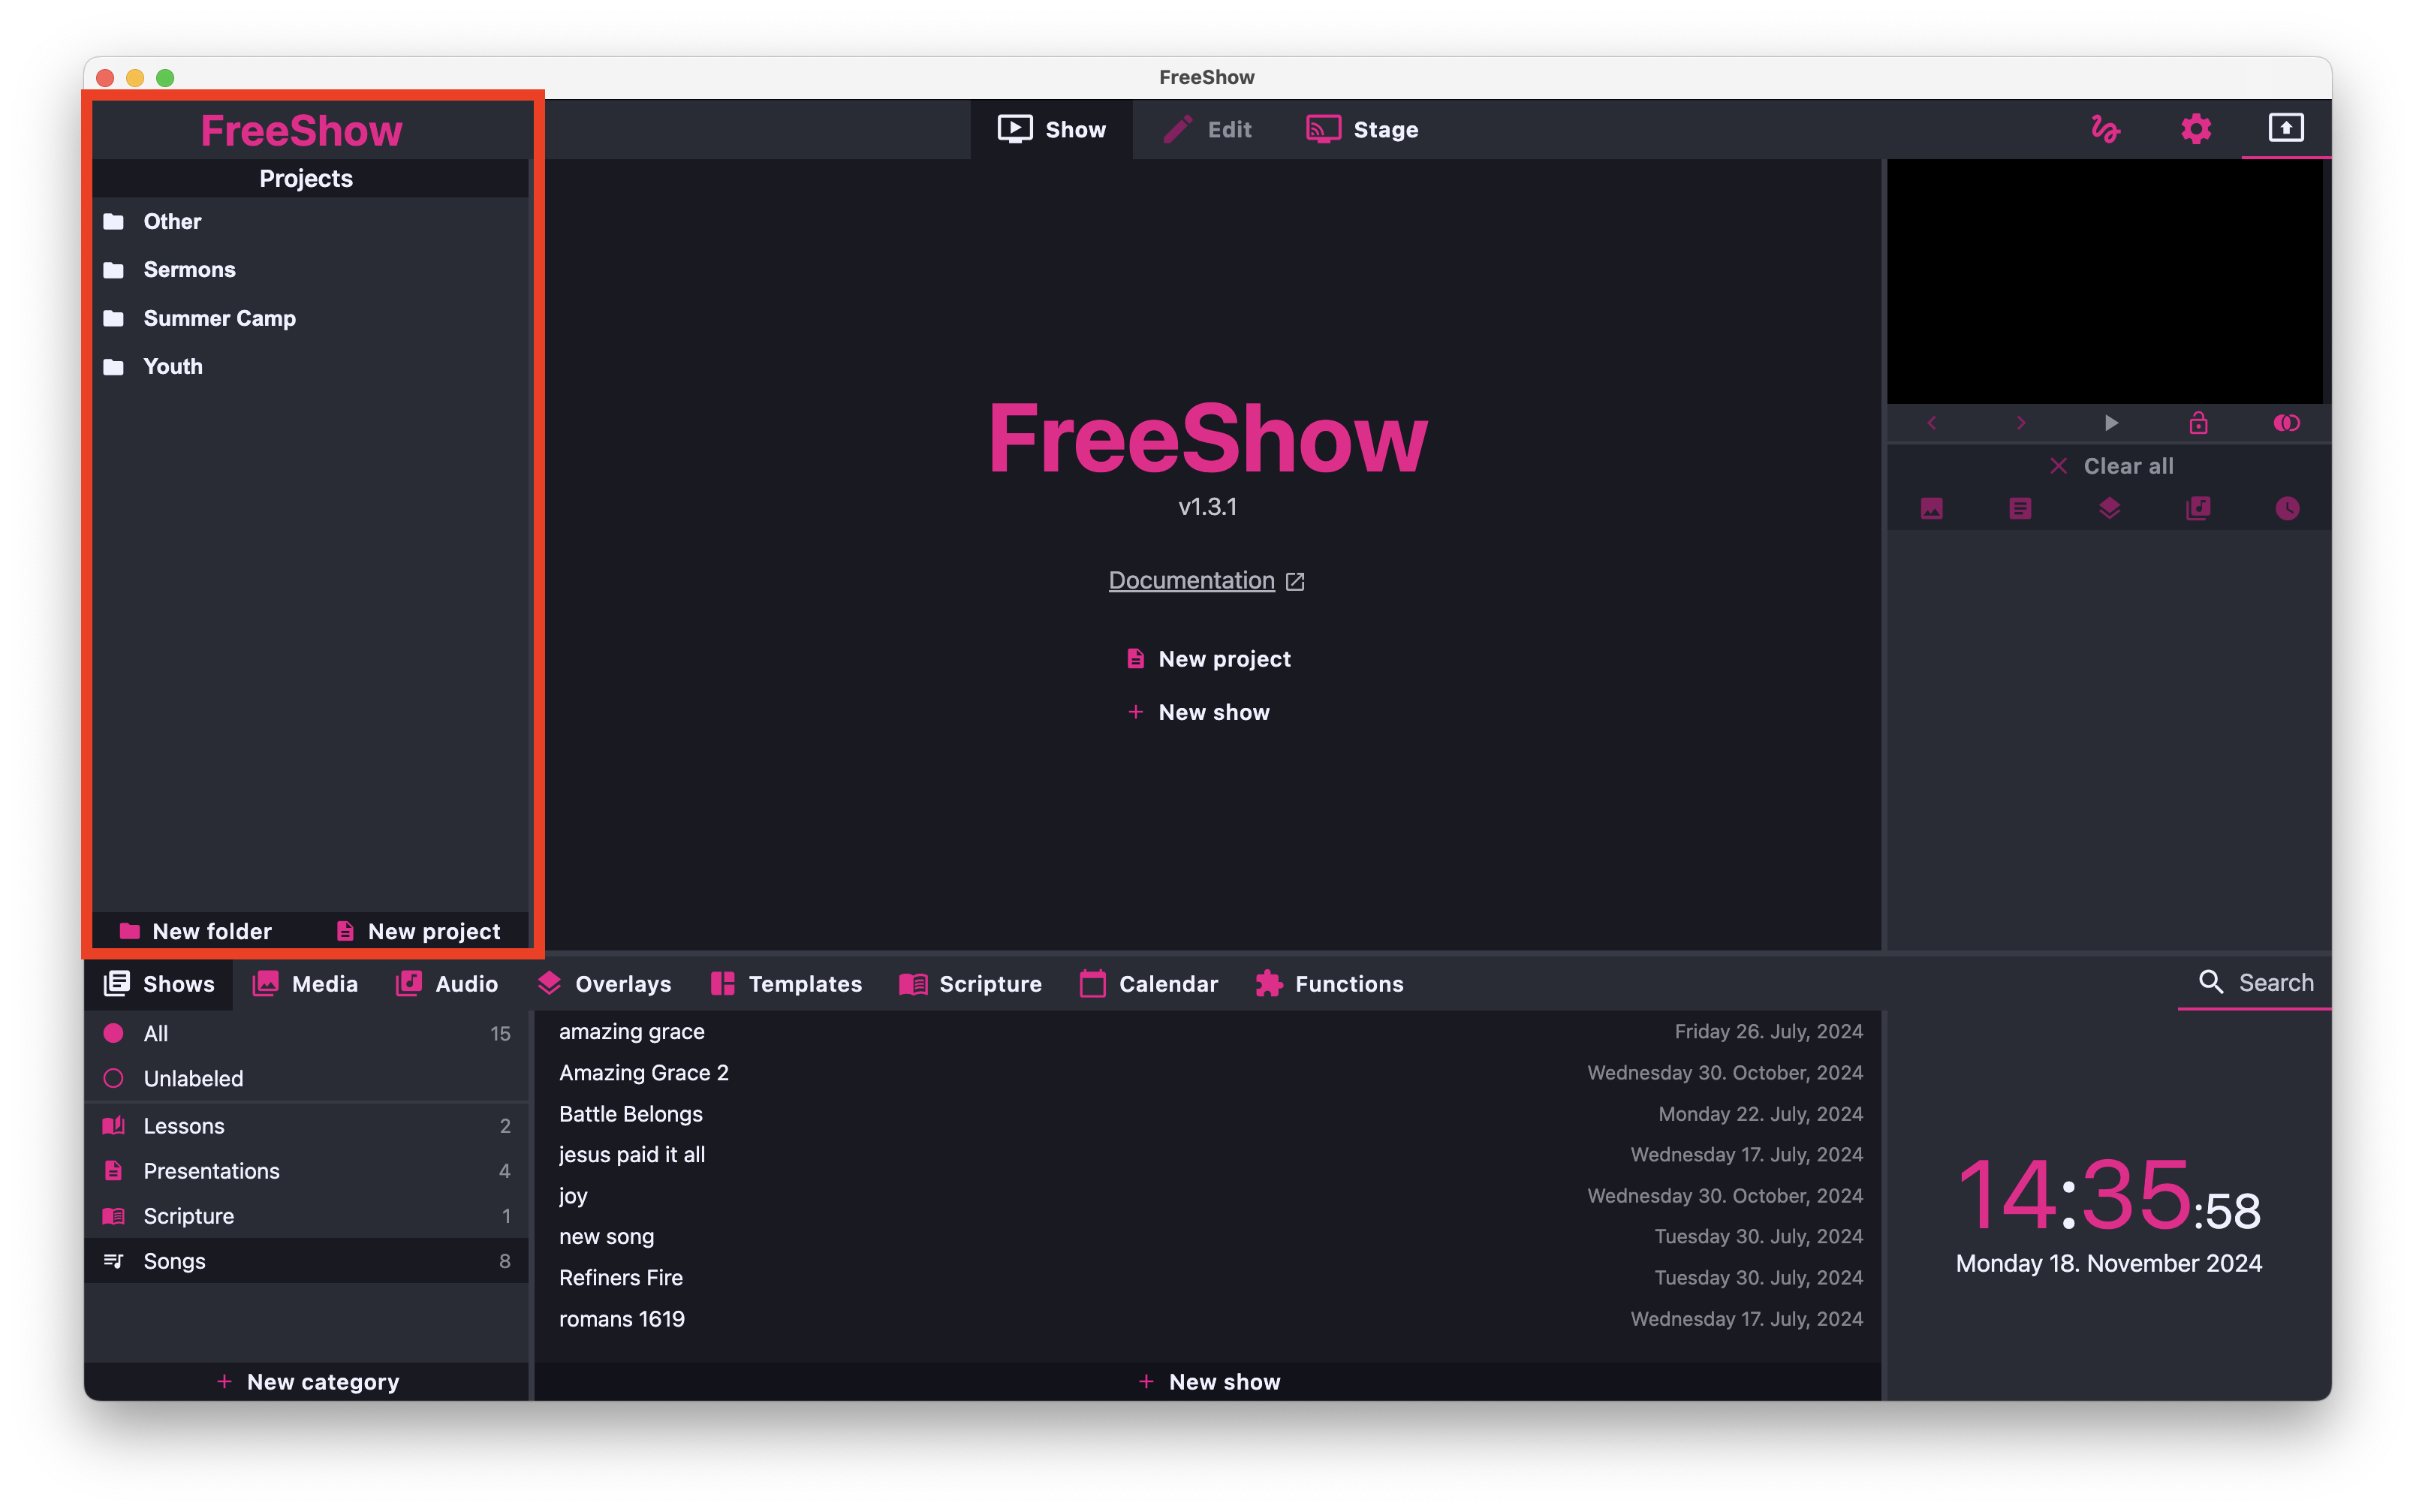 FreeShow
FreeShow
Show
Edit
Stage
Projects
Other
Sermons
Summer Camp
Youth
New folder
New project
FreeShow
v1.3.1
Documentation
New project
New show
Clear all
Shows
Media
Audio
Overlays
Templates
Scripture
Calendar
Functions
Search
All 15
Unlabeled
Lessons 2
Presentations 4
Scripture 1
Songs 8
New category
amazing grace Friday 26. July, 2024
Amazing Grace 2 Wednesday 30. October, 2024
Battle Belongs Monday 22. July, 2024
jesus paid it all Wednesday 17. July, 2024
joy Wednesday 30. October, 2024
new song Tuesday 30. July, 2024
Refiners Fire Tuesday 30. July, 2024
romans 1619 Wednesday 17. July, 2024
New show
14:35:58
Monday 18. November 2024